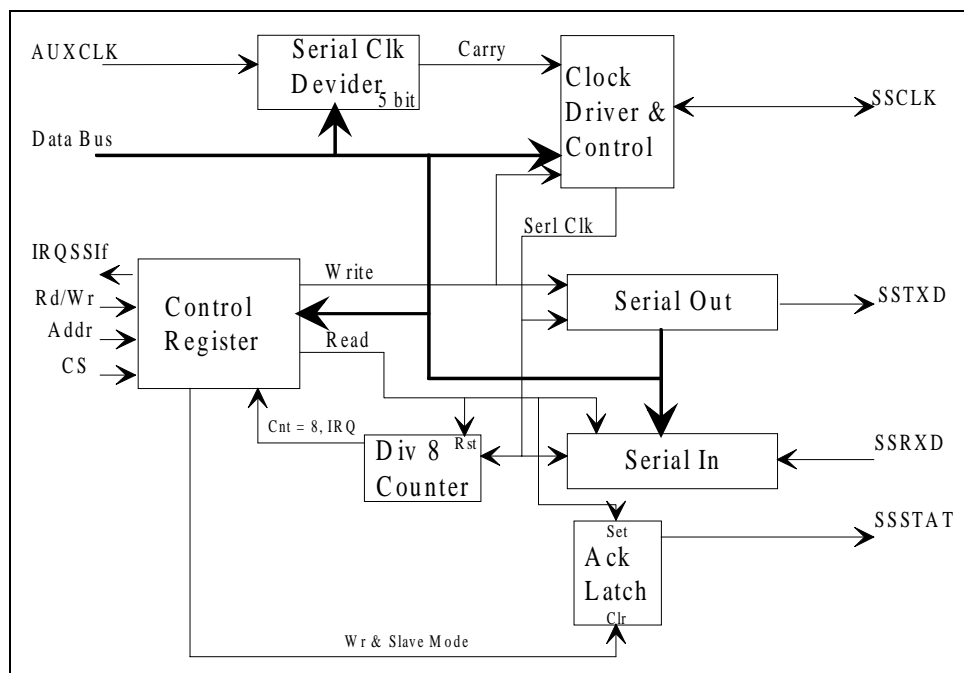 AUXCLK
Serial Clk
Devider
5 bit
Carry
Clock
Driver &
Control
SSCLK
Data Bus
Serl Clk
IRQSSIf
Rd/Wr
Addr
CS
Control
Register
Write
Read
Serial Out
SSTXD
Cnt = 8, IRQ
Rst
Div 8
Counter
Serial In
SSRXD
Set
Ack
Latch
Clr
SSSTAT
Wr & Slave Mode